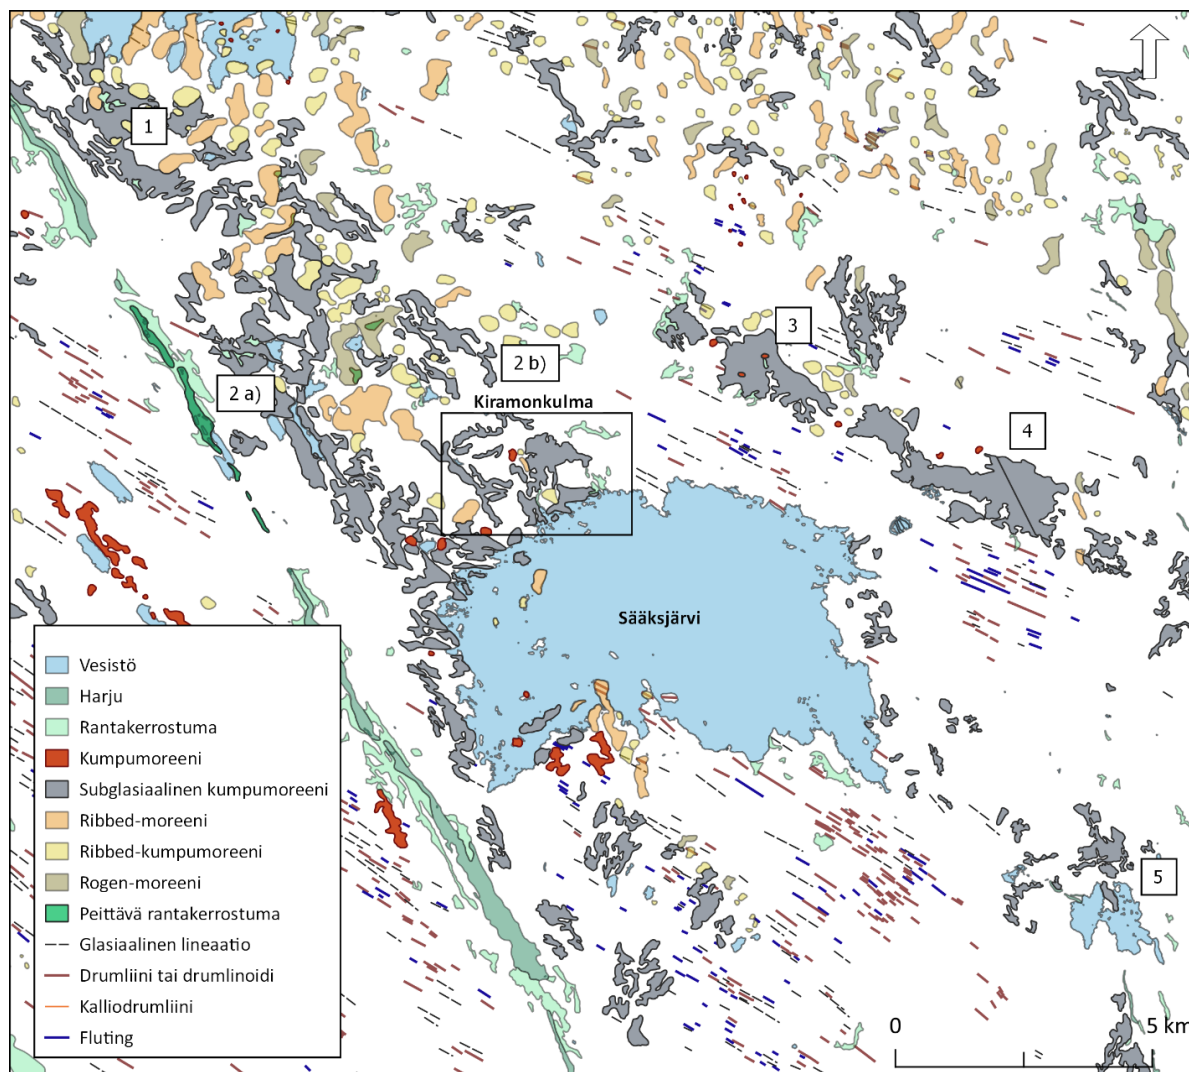 1
3
2 a)
2 b)
Kiramonkulma
4
Sääksjärvi
Vesistö
Harju
Rantakerrostuma
Kumpumoreeni
Subglasiaalinen kumpumoreeni
Ribbed-moreeni
Ribbed-kumpumoreeni
Rogen-moreeni
Peittävä rantakerrostuma
Glasiaalinen lineaatio
Drumliini tai drumlinoidi
Kalliodrumliini
Fluting
5
0
5 km